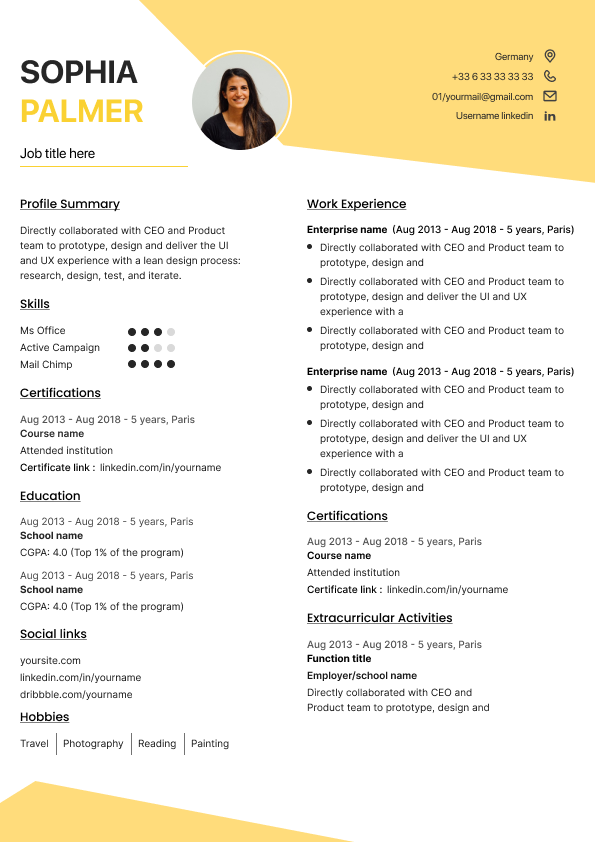 SOPHIA
PALMER
Job title here
Germany
+33 6 33 33 33 33
01/yourmail@gmail.com
Username linkedin
in
Profile Summary
Directly collaborated with CEO and Product
team to prototype, design and deliver the UI
and UX experience with a lean design process:
research, design, test, and iterate.
Skills
Ms Office
Active Campaign
Mail Chimp
Certifications
Aug 2013 - Aug 2018 - 5 years, Paris
Course name
Attended institution
Certificate link : linkedin.com/in/yourname
Education
Aug 2013 - Aug 2018 - 5 years, Paris
School name
CGPA: 4.0 (Top 1% of the program)
Aug 2013 - Aug 2018 - 5 years, Paris
School name
CGPA: 4.0 (Top 1% of the program)
Social links
yoursite.com
linkedin.com/in/yourname
dribbble.com/yourname
Hobbies
Travel
Photography
Reading
Painting
Work Experience
Enterprise name (Aug 2013 - Aug 2018 - 5 years, Paris)
Directly collaborated with CEO and Product team to
prototype, design and
Directly collaborated with CEO and Product team to
prototype, design and deliver the UI and UX
experience with a
Directly collaborated with CEO and Product team to
prototype, design and
Enterprise name (Aug 2013 - Aug 2018 - 5 years, Paris)
Directly collaborated with CEO and Product team to
prototype, design and
Directly collaborated with CEO and Product team to
prototype, design and deliver the UI and UX
experience with a
Directly collaborated with CEO and Product team to
prototype, design and
Certifications
Aug 2013 - Aug 2018 - 5 years, Paris
Course name
Attended institution
Certificate link : linkedin.com/in/yourname
Extracurricular Activities
Aug 2013 - Aug 2018 - 5 years, Paris
Function title
Employer/school name
Directly collaborated with CEO and
Product team to prototype, design and